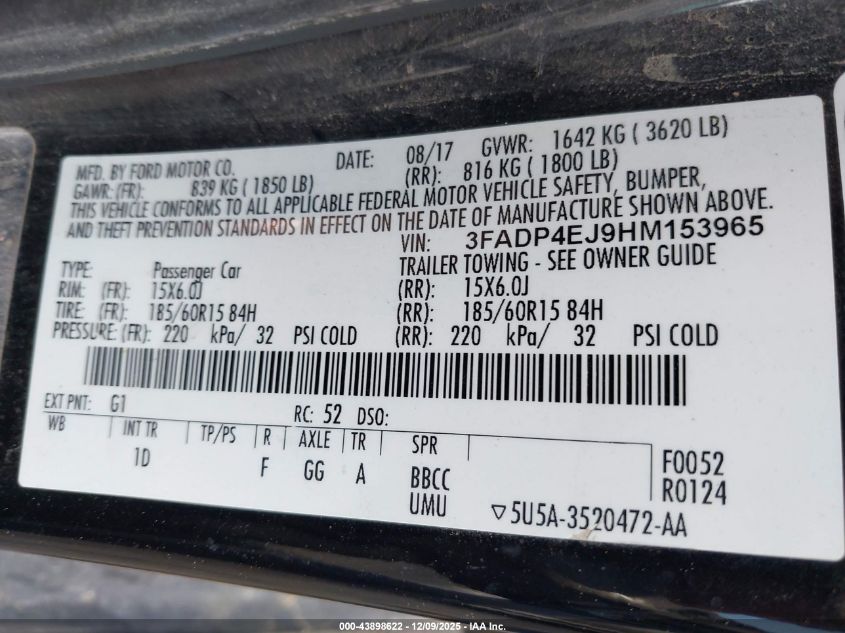 MFD. BY FORD MOTOR CO. DATE: 08/17 GVWR: 1642 KG ( 3620 LB)
GAWR: (FR): 839 KG ( 1850 LB) (RR): 816 KG ( 1800 LB)
THIS VEHICLE CONFORMS TO ALL APPLICABLE FEDERAL MOTOR VEHICLE SAFETY, BUMPER,
AND THEFT PREVENTION STANDARDS IN EFFECT ON THE DATE OF MANUFACTURE SHOWN ABOVE.
VIN: 3FADP4EJ9HM153965
TYPE: Passenger Car TRAILER TOWING - SEE OWNER GUIDE
RIM: (FR): 15X6.0J (RR): 15X6.0J
TIRE: (FR): 185/60R15 84H (RR): 185/60R15 84H
PRESSURE: (FR): 220 kPa/ 32 PSI COLD (RR): 220 kPa/ 32 PSI COLD
EXT PNT: G1 RC: 52 DSO:
WB INT TR TP/PS R AXLE TR SPR F0052
1D F GG A BBCC R0124
UMU ▽5U5A-3520472-AA
000-43898622 - 12/09/2025 - IAA Inc.